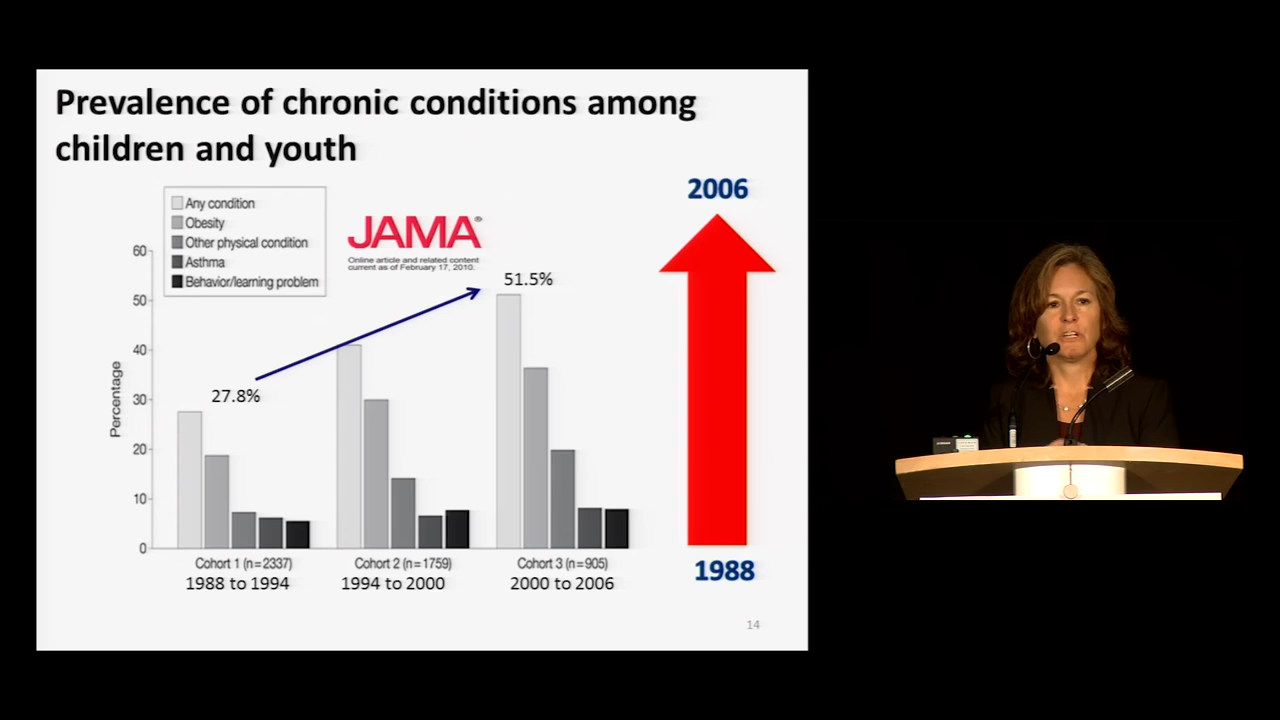 Prevalence of chronic conditions among
children and youth
Any condition
Obesity
Other physical condition
Asthma
Behavior/learning problem
JAMA®
Online article and related content
current as of February 17, 2010.
2006
51.5%
27.8%
60
50
40
30
20
10
0
Percentage
Cohort 1 (n=2337)
1988 to 1994
Cohort 2 (n=1759)
1994 to 2000
Cohort 3 (n=905)
2000 to 2006
1988
14